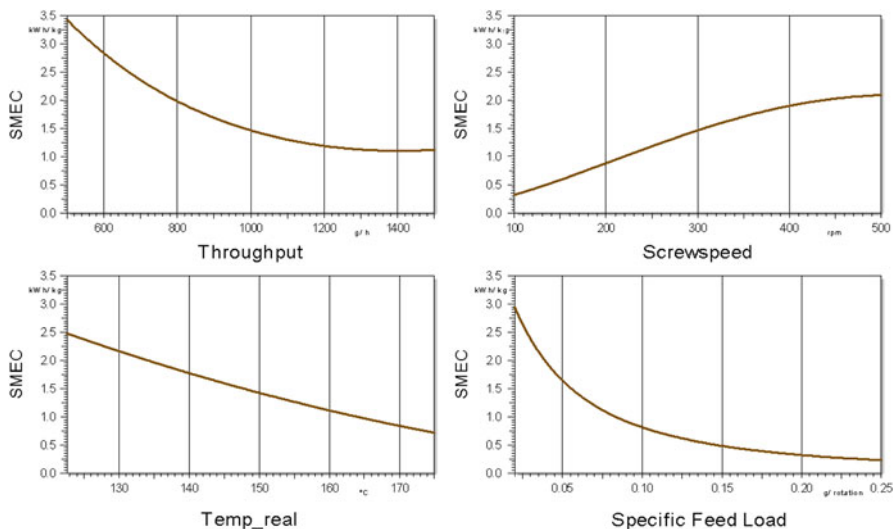 3.5
kWh/kg
3.0
2.5
2.0
1.5
1.0
0.5
0.0
SMEC
600 800 1000 1200 g/h 1400
Throughput
3.5
kWh/kg
3.0
2.5
2.0
1.5
1.0
0.5
0.0
SMEC
100 200 300 400 rpm 500
Screwspeed
3.5
kWh/kg
3.0
2.5
2.0
1.5
1.0
0.5
0.0
SMEC
130 140 150 160 °C 170
Temp_real
3.5
kWh/kg
3.0
2.5
2.0
1.5
1.0
0.5
0.0
SMEC
0.05 0.10 0.15 0.20 g/rotation 0.25
Specific Feed Load